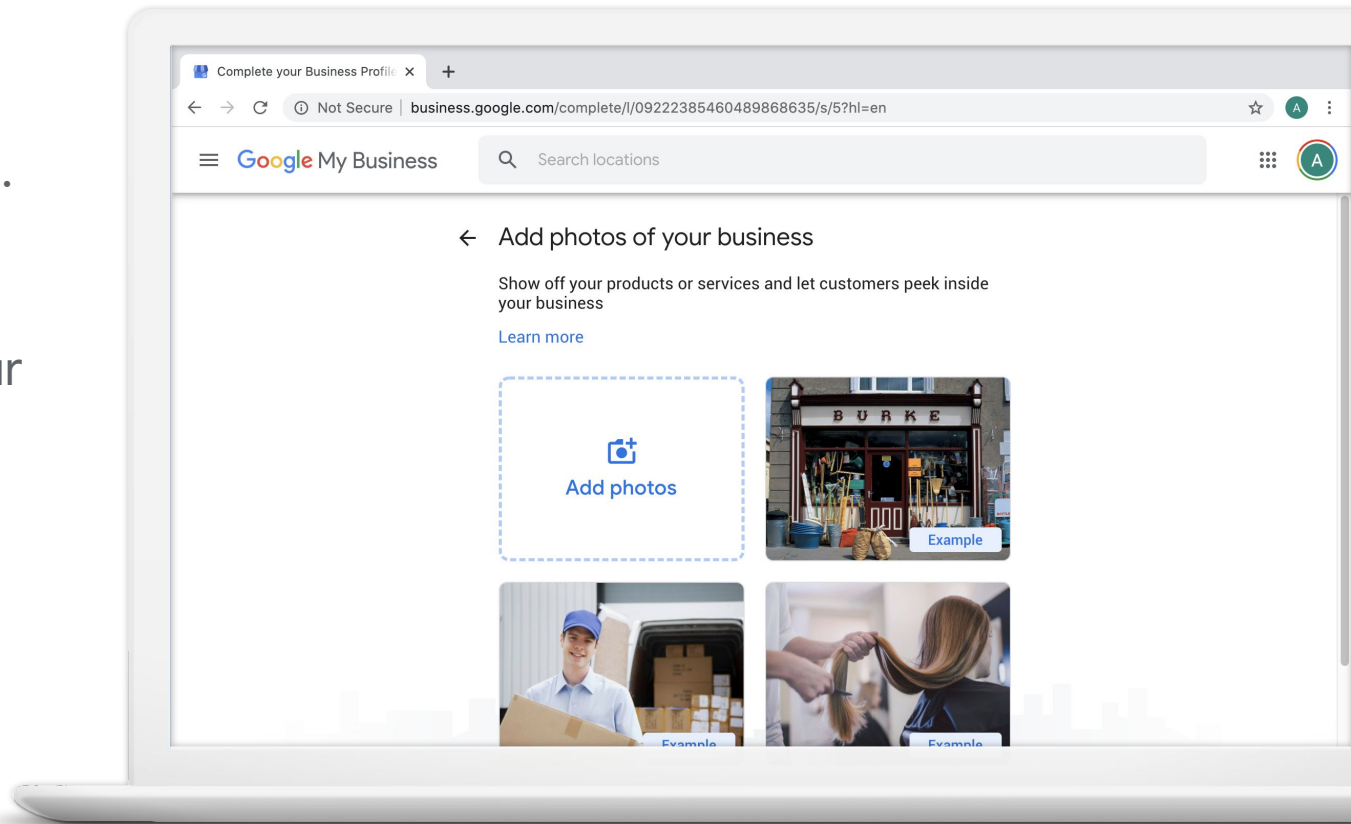 .
ur
Complete your Business Profile
Not Secure | business.google.com/complete/l/09222385460489868635/s/5?hl=en
A
Google My Business
Search locations
A
Add photos of your business
Show off your products or services and let customers peek inside
your business
Learn more
Add photos
BURKE
Example
Example
Example